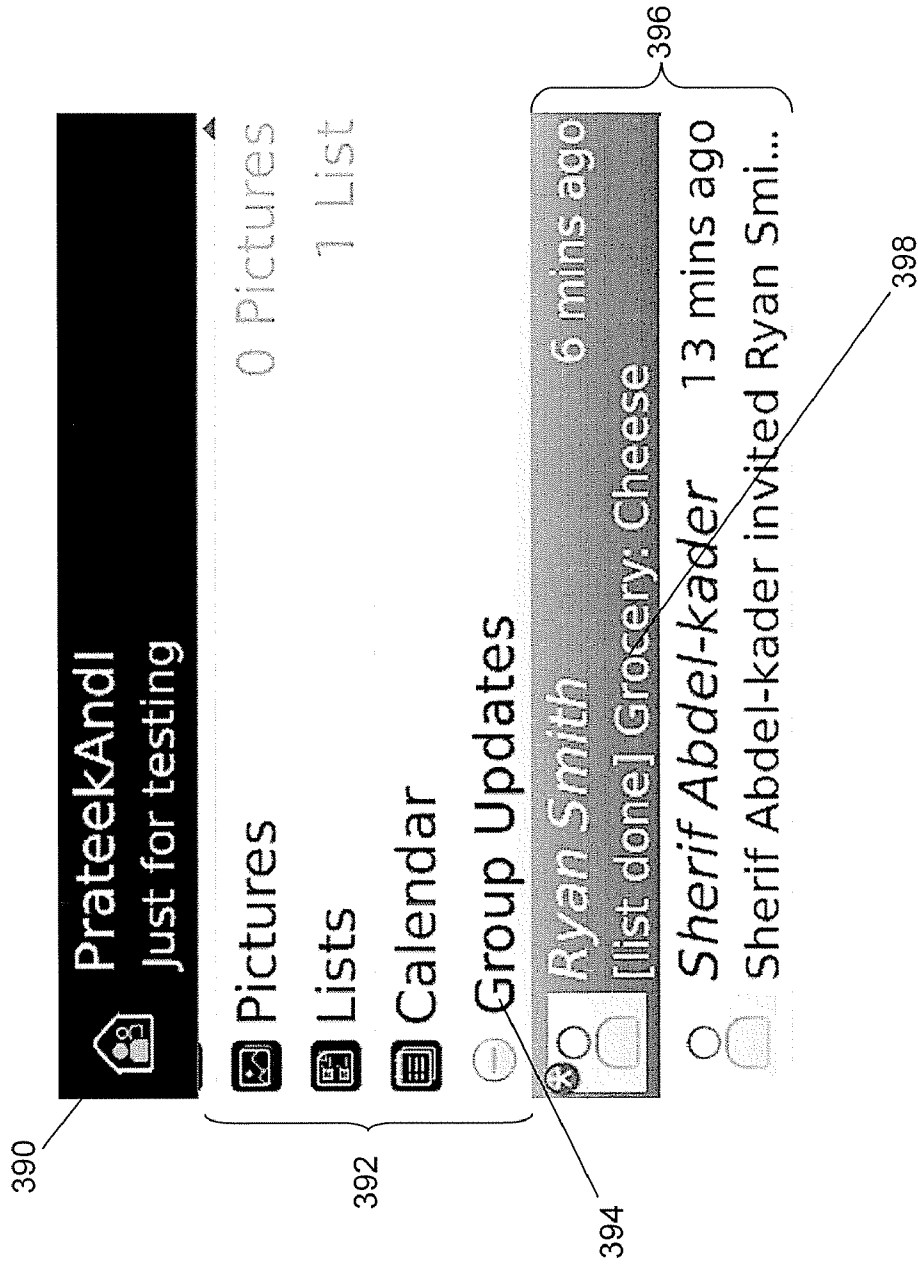 390
PrateekAndI
Just for testing
Pictures 0 Pictures
Lists 1 List
Calendar
Group Updates
Ryan Smith 6 mins ago
[list done] Grocery: Cheese
Sherif Abdel-kader 13 mins ago
Sherif Abdel-kader invited Ryan Smi...
392
394
396
398